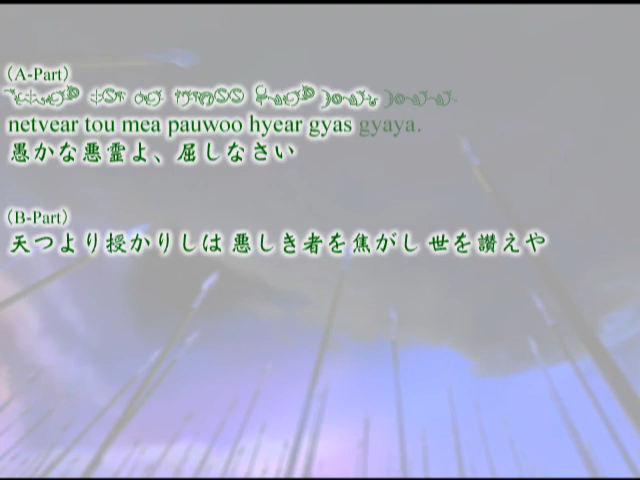 (A-Part)
netvear tou mea pauwoo hyear gyas gyaya.
愚かな悪霊よ、屈しなさい
(B-Part)
天つより授かりしは 悪しき者を焦がし 世を讃えや